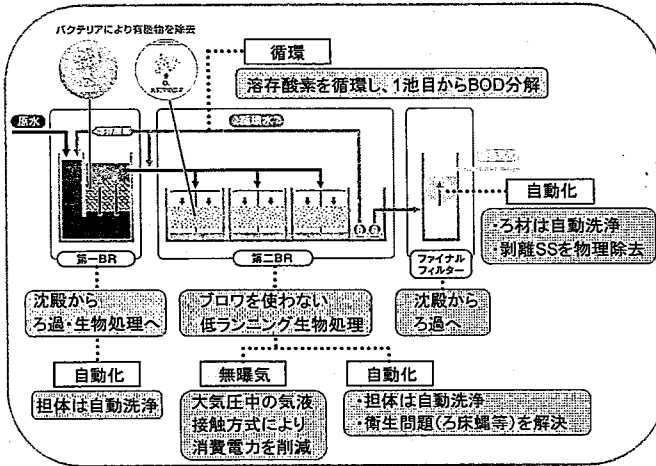 バクテリアにより有機物を除去
循環
溶存酸素を循環し、1池目からBOD分解
原水
循環水
自動化
・ろ材は自動洗浄
・剥離SSを物理除去
第一BR
第二BR
ファイナル
フィルター
沈殿から
ろ過・生物処理へ
ブロワを使わない
低ランニング生物処理
沈殿から
ろ過へ
自動化
担体は自動洗浄
無曝気
大気圧中の気液
接触方式により
消費電力を削減
自動化
・担体は自動洗浄
・衛生問題(ろ床蝿等)を解決